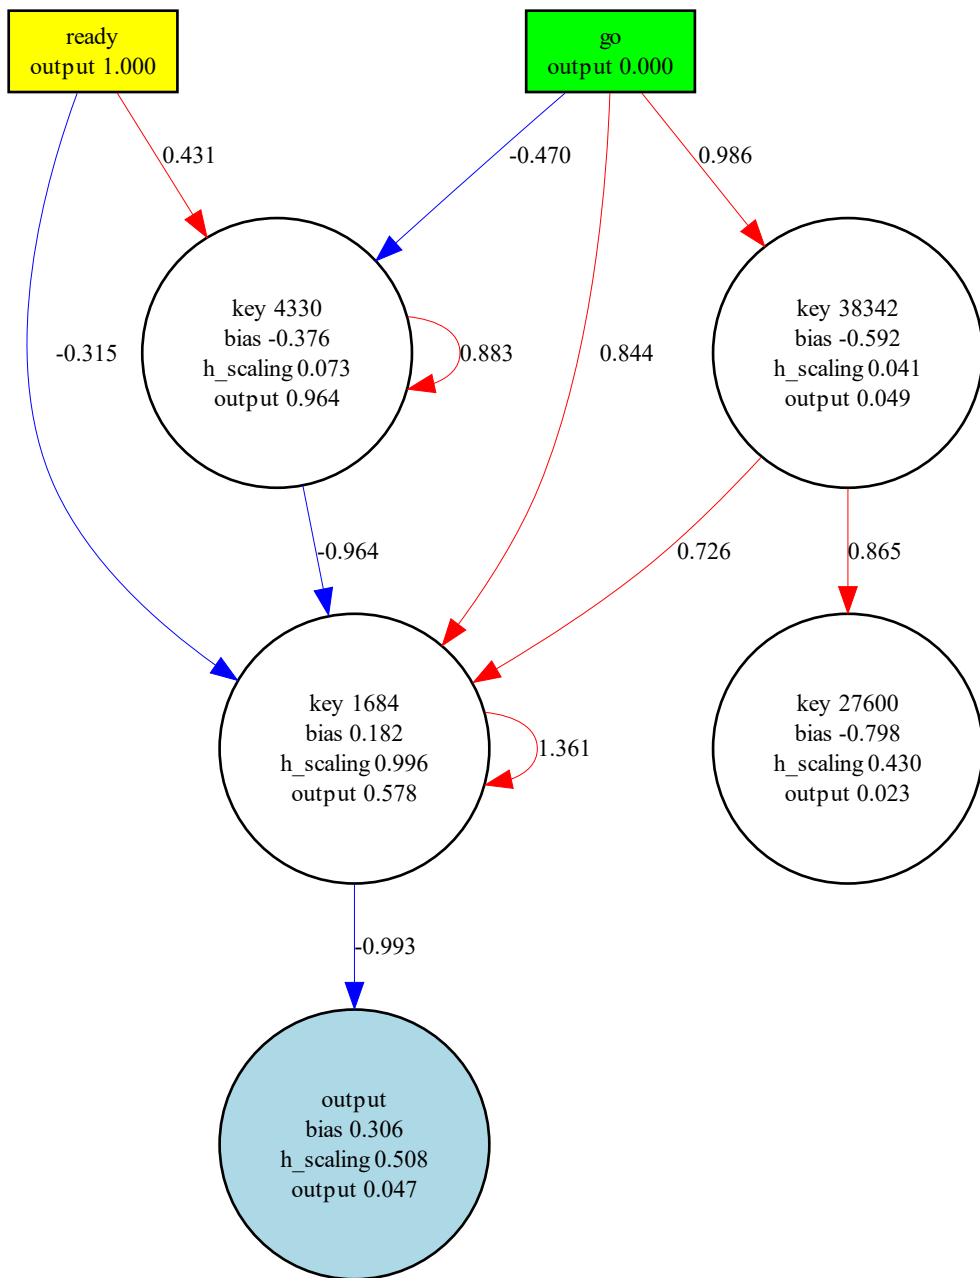 ready
output 1.000
go
output 0.000
0.431
-0.470
0.986
key 4330
bias -0.376
h_scaling 0.073
output 0.964
key 38342
bias -0.592
h_scaling 0.041
output 0.049
-0.315
0.883
0.844
-0.964
0.726
0.865
key 1684
bias 0.182
h_scaling 0.996
output 0.578
key 27600
bias -0.798
h_scaling 0.430
output 0.023
1.361
-0.993
output
bias 0.306
h_scaling 0.508
output 0.047